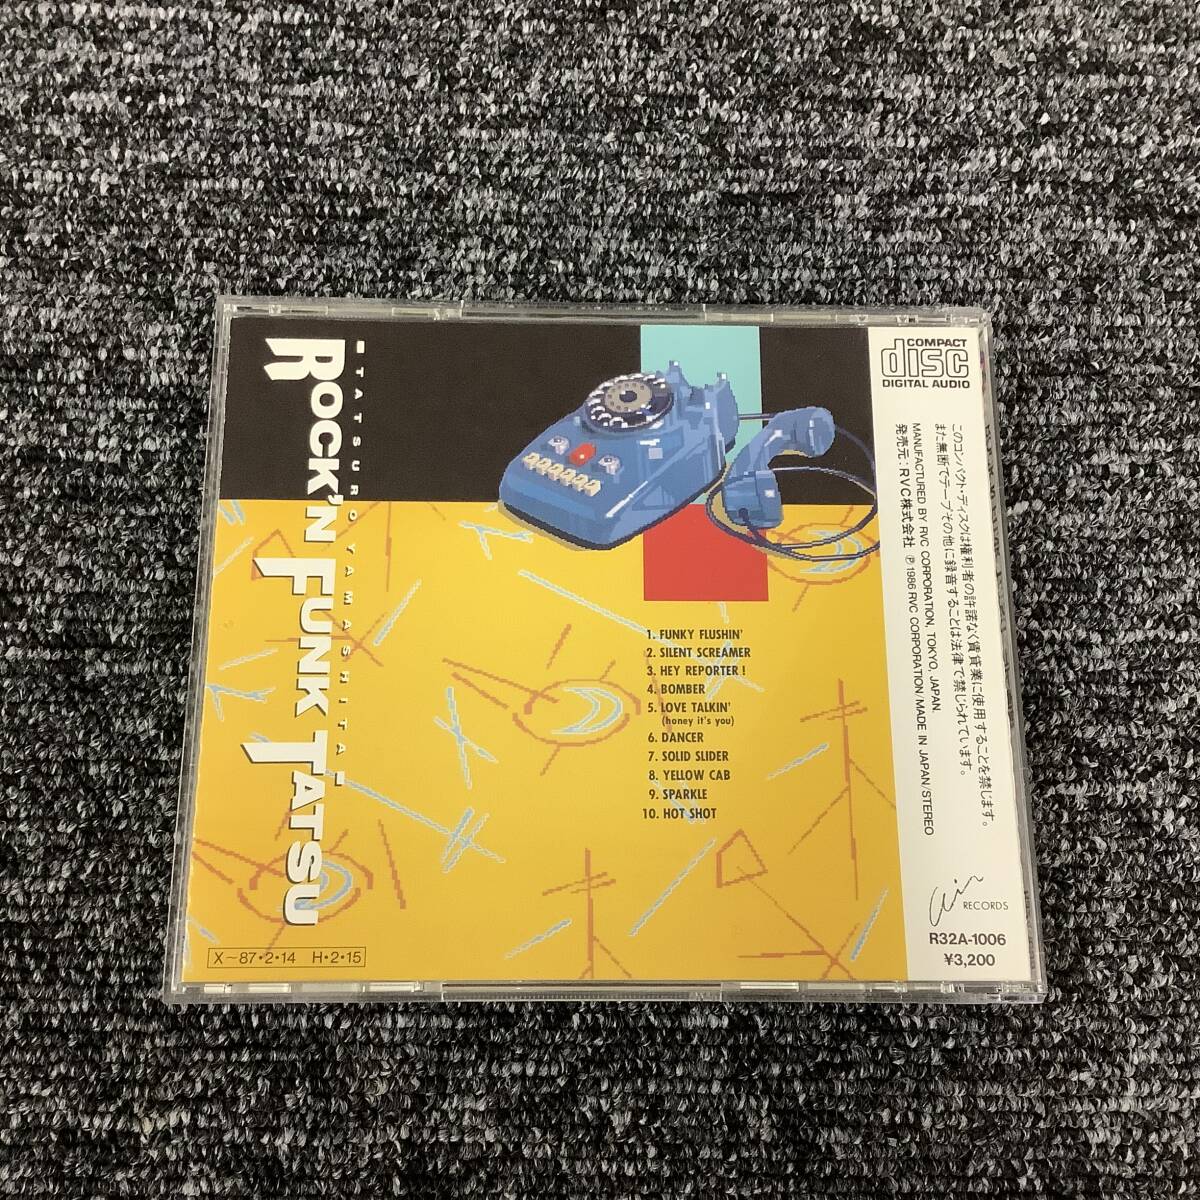 ■TATSURO YAMASHITA■
ROCK'N FUNK TATSU
1. FUNKY FLUSHIN'
2. SILENT SCREAMER
3. HEY REPORTER!
4. BOMBER
5. LOVE TALKIN'
(honey it's you)
6. DANCER
7. SOLID SLIDER
8. YELLOW CAB
9. SPARKLE
10. HOT SHOT
X～87・2・14 H・2・15
COMPACT
disc
DIGITAL AUDIO
このコンパクト・ディスクは権利者の許諾なく賃貸業に使用することを禁じます。
また無断でテープその他に録音することは法律で禁じられています。
MANUFACTURED BY RVC CORPORATION, TOKYO, JAPAN.
発売元：RVC株式会社 ℗1986 RVC CORPORATION/MADE IN JAPAN/STEREO
Air RECORDS
R32A-1006
¥3,200